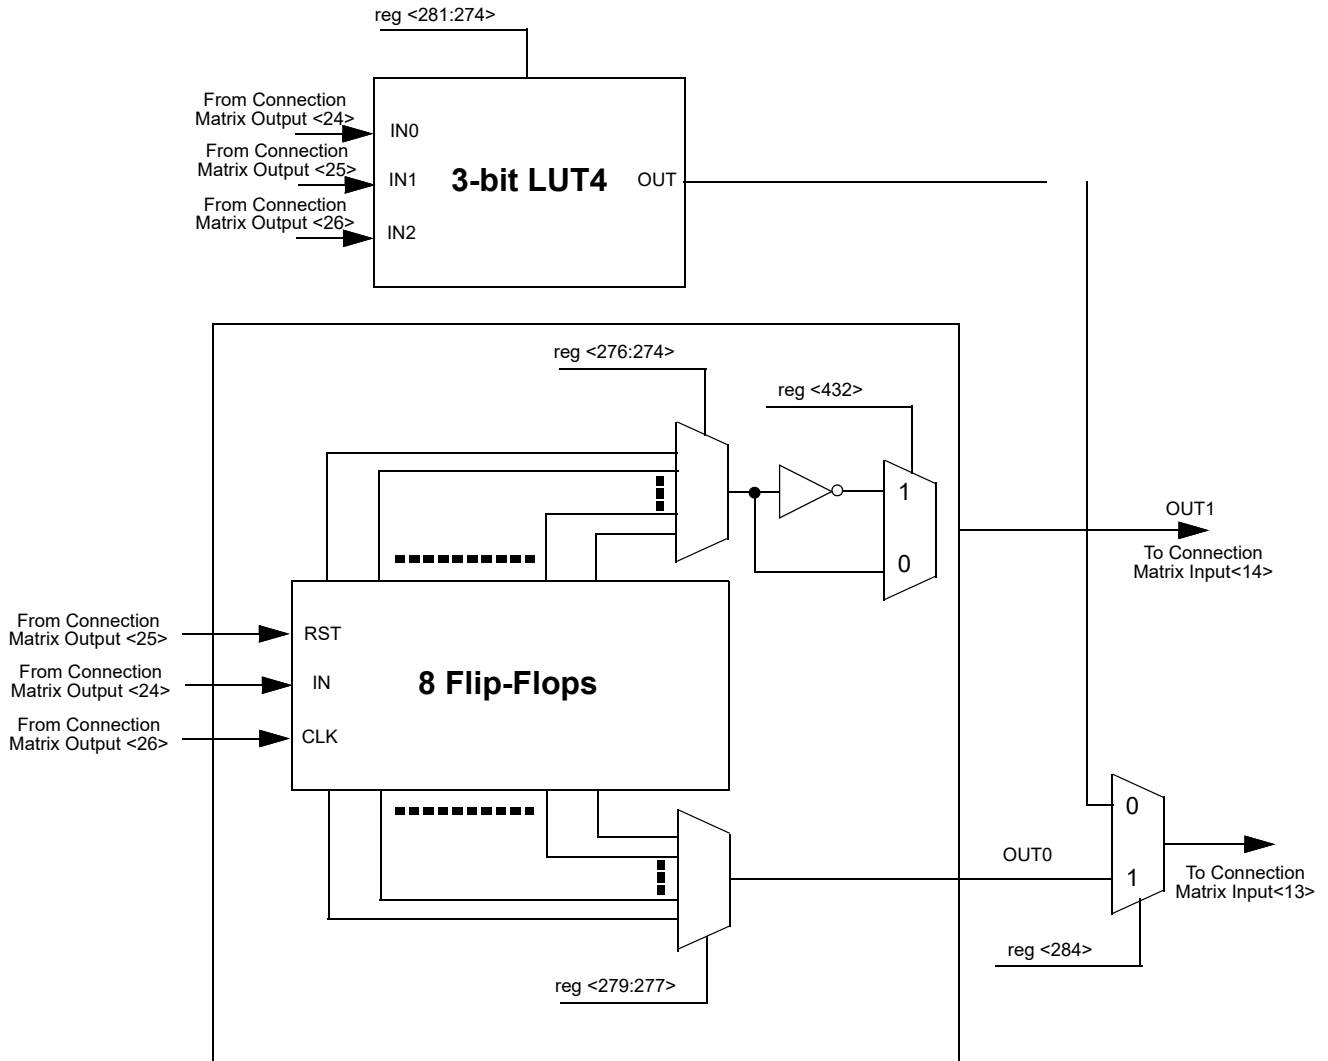 reg <281:274>
From Connection
Matrix Output <24>
IN0
From Connection
Matrix Output <25>
IN1
3-bit LUT4
OUT
From Connection
Matrix Output <26>
IN2
reg <276:274>
reg <432>
1
0
OUT1
To Connection
Matrix Input<14>
From Connection
Matrix Output <25>
RST
From Connection
Matrix Output <24>
IN
8 Flip-Flops
From Connection
Matrix Output <26>
CLK
0
1
OUT0
To Connection
Matrix Input<13>
reg <284>
reg <279:277>